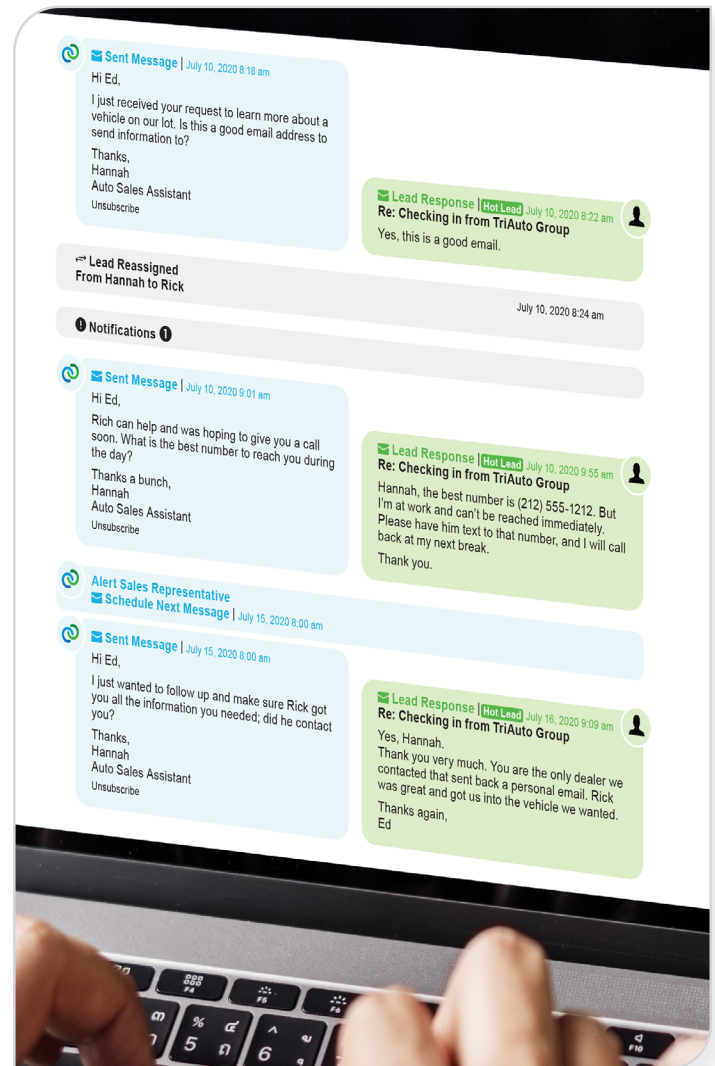 Sent Message | July 10, 2020 8:18 am
Hi Ed,
I just received your request to learn more about a
vehicle on our lot. Is this a good email address to
send information to?
Thanks,
Hannah
Auto Sales Assistant
Unsubscribe
Lead Response | Hot Lead July 10, 2020 8:22 am
Re: Checking in from TriAuto Group
Yes, this is a good email.
Lead Reassigned
From Hannah to Rick
July 10, 2020 8:24 am
! Notifications 1
Sent Message | July 10, 2020 9:01 am
Hi Ed,
Rich can help and was hoping to give you a call
soon. What is the best number to reach you during
the day?
Thanks a bunch,
Hannah
Auto Sales Assistant
Unsubscribe
Lead Response | Hot Lead July 10, 2020 9:55 am
Re: Checking in from TriAuto Group
Hannah, the best number is (212) 555-1212. But
I'm at work and can't be reached immediately.
Please have him text to that number, and I will call
back at my next break.
Thank you.
Alert Sales Representative
Schedule Next Message | July 15, 2020 8:00 am
Sent Message | July 15, 2020 8:00 am
Hi Ed,
I just wanted to follow up and make sure Rick got
you all the information you needed; did he contact
you?
Thanks,
Hannah
Auto Sales Assistant
Unsubscribe
Lead Response | Hot Lead July 16, 2020 9:09 am
Re: Checking in from TriAuto Group
Yes, Hannah.
Thank you very much. You are the only dealer we
contacted that sent back a personal email. Rick
was great and got us into the vehicle we wanted.
Thanks again,
Ed
F4
F5
F6
F10
% ๕
5 ถ
^
6